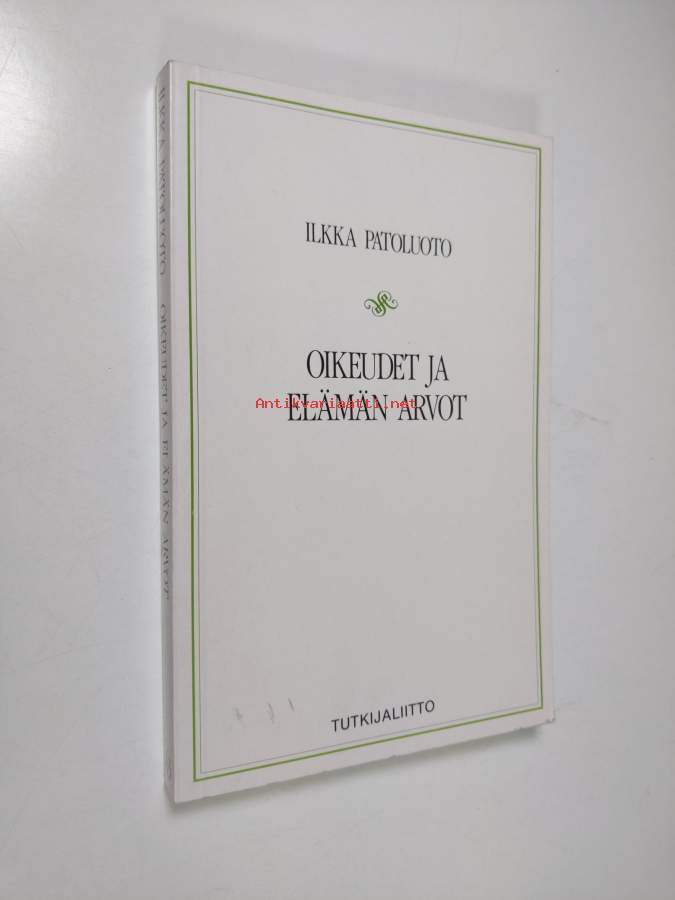 ILKKA PATOLUOTO
OIKEUDET JA
ELÄMÄN ARVOT
Antikvariaatti.net
TUTKIJALIITTO
ILKKA PATOLUOTO OIKEUDET JA ELÄMÄN ARVOT